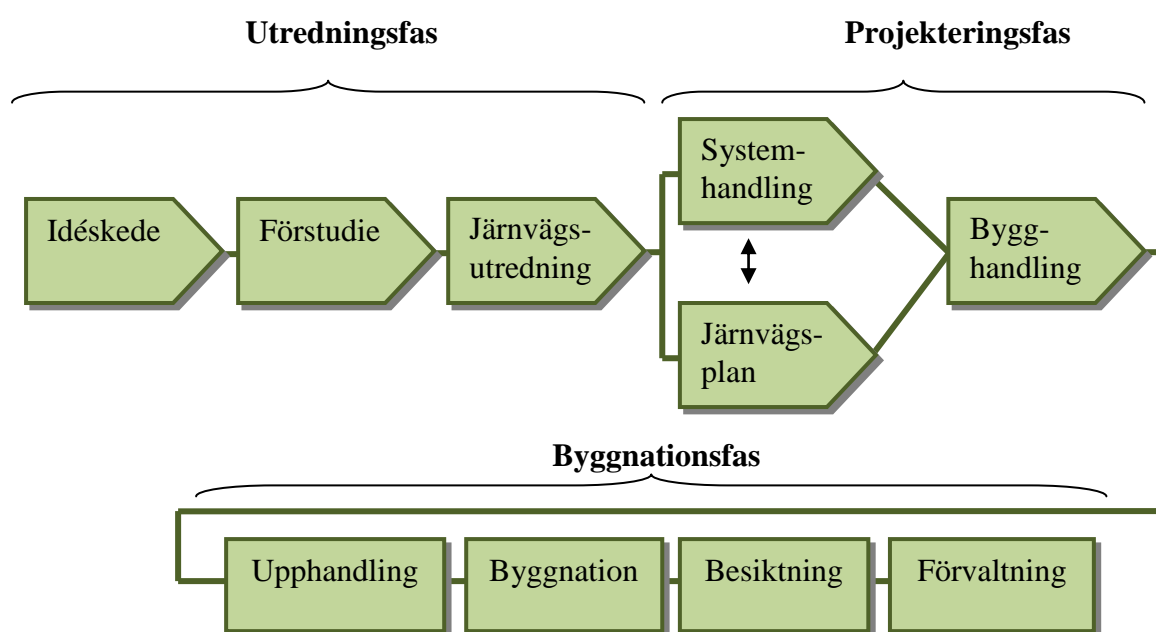 Utredningsfas
Projekteringsfas
Idéskede
Förstudie
Järnvägs-
utredning
System-
handling
Järnvägs-
plan
Bygg-
handling
Byggnationsfas
Upphandling
Byggnation
Besiktning
Förvaltning